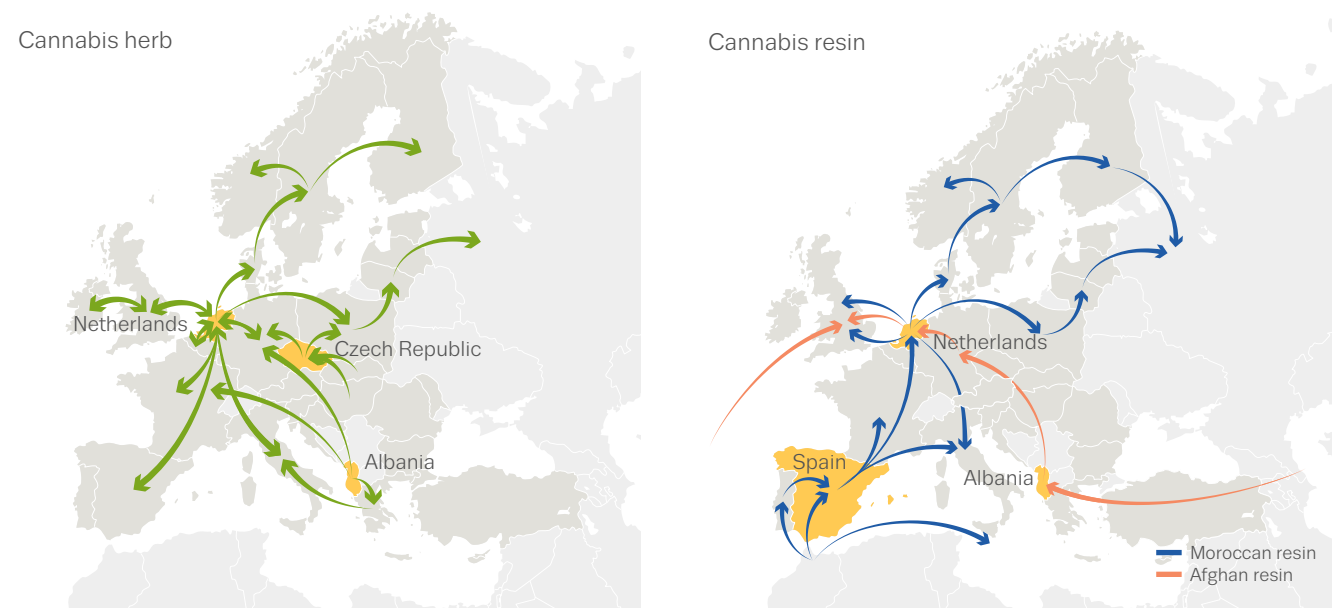 Cannabis herb
Netherlands
Czech Republic
Albania
Cannabis resin
Netherlands
Spain
Albania
Moroccan resin
Afghan resin